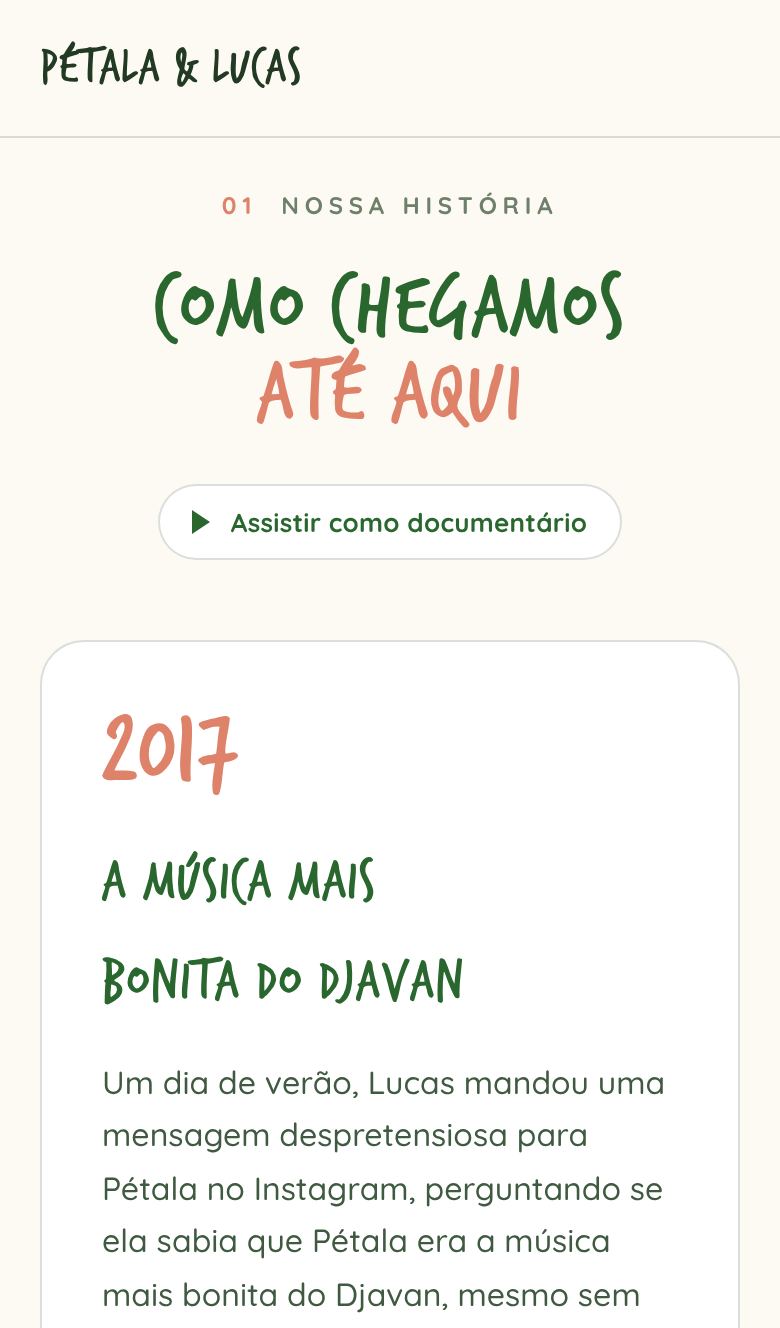 PÉTALA & LUCAS
01 NOSSA HISTÓRIA
COMO CHEGAMOS
ATÉ AQUI
Assistir como documentário
2017
A MÚSICA MAIS
BONITA DO DJAVAN
Um dia de verão, Lucas mandou uma
mensagem despretensiosa para
Pétala no Instagram, perguntando se
ela sabia que Pétala era a música
mais bonita do Djavan, mesmo sem